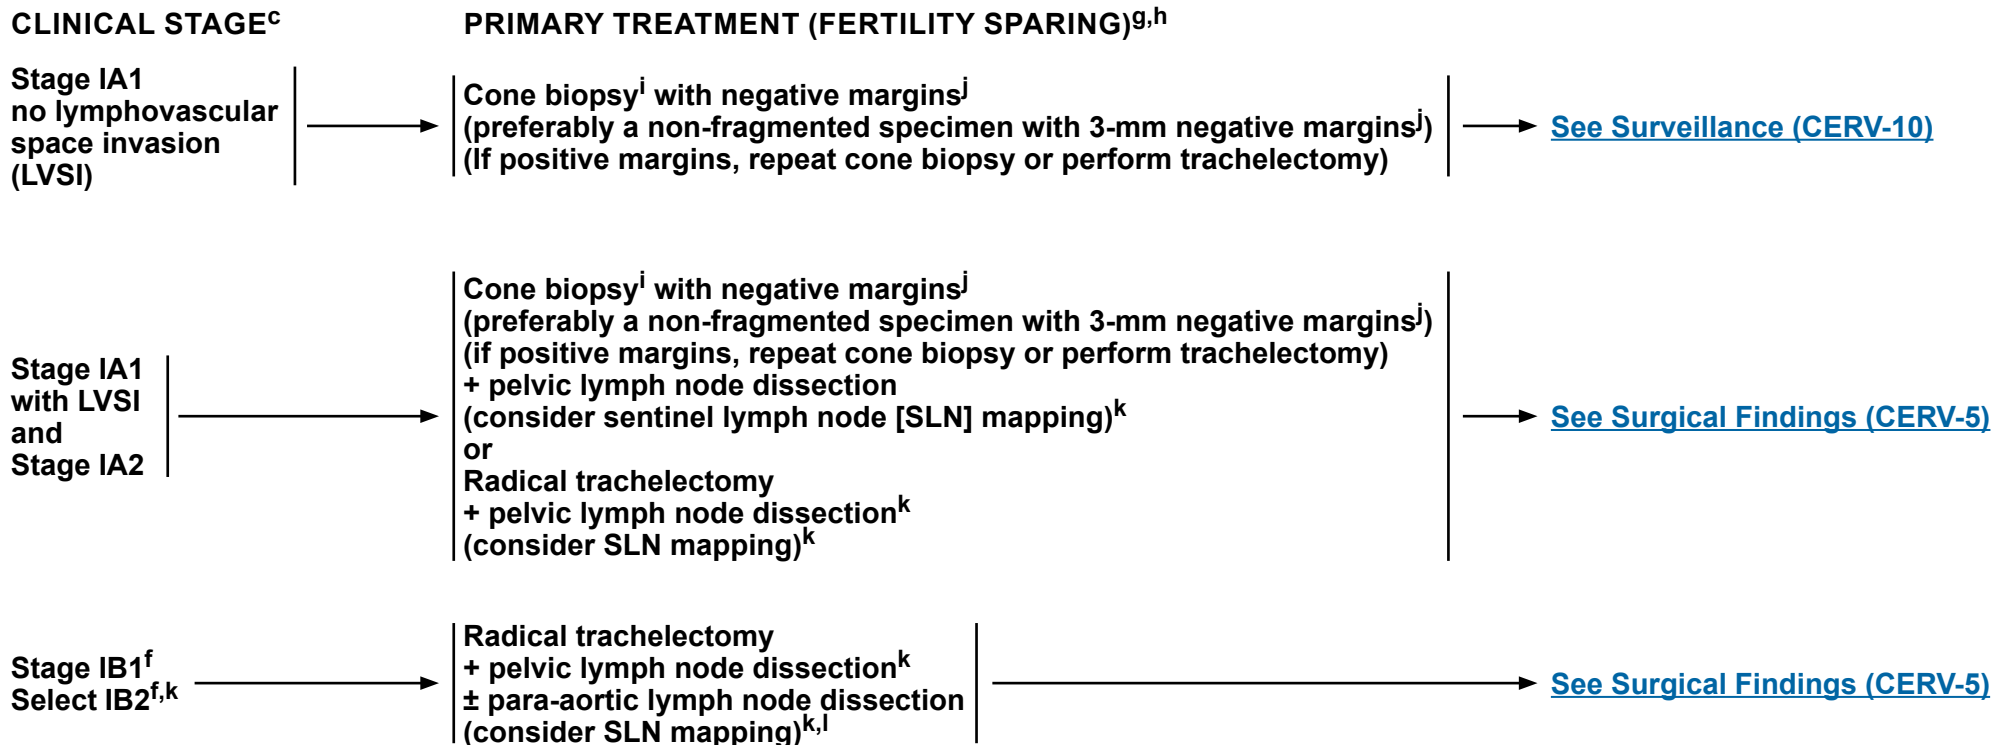 CLINICAL STAGEc
PRIMARY TREATMENT (FERTILITY SPARING)g,h
Stage IA1
no lymphovascular
space invasion
(LVSI)
Cone biopsyi with negative marginsj
(preferably a non-fragmented specimen with 3-mm negative marginsj)
(If positive margins, repeat cone biopsy or perform trachelectomy)
See Surveillance (CERV-10)
Stage IA1
with LVSI
and
Stage IA2
Cone biopsyi with negative marginsj
(preferably a non-fragmented specimen with 3-mm negative marginsj)
(if positive margins, repeat cone biopsy or perform trachelectomy)
+ pelvic lymph node dissection
(consider sentinel lymph node [SLN] mapping)k
or
Radical trachelectomy
+ pelvic lymph node dissectionk
(consider SLN mapping)k
See Surgical Findings (CERV-5)
Stage IB1f
Select IB2f,k
Radical trachelectomy
+ pelvic lymph node dissectionk
± para-aortic lymph node dissection
(consider SLN mapping)k,l
See Surgical Findings (CERV-5)